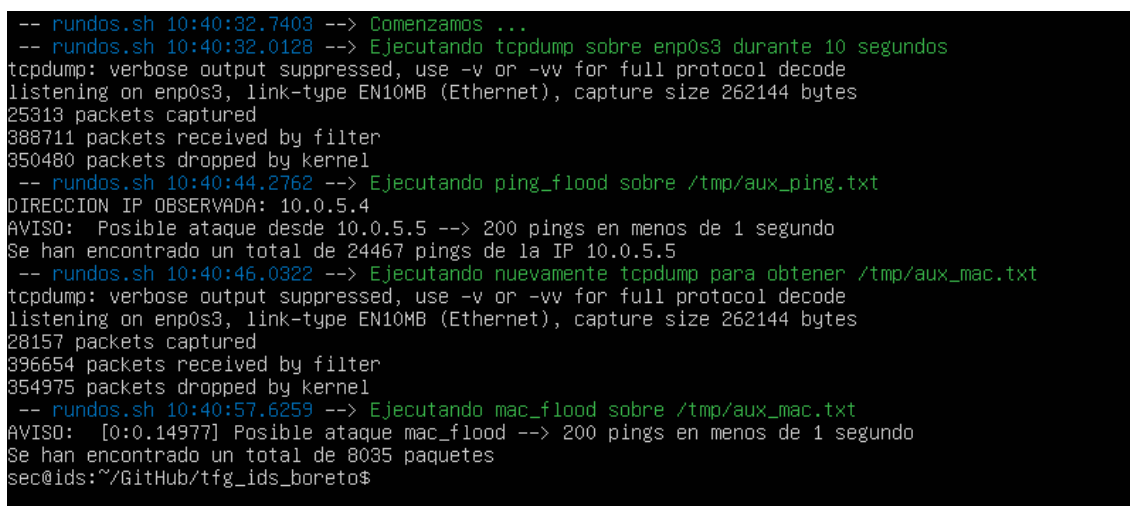 -- rundos.sh 10:40:32.7403 --> Comenzamos ...
-- rundos.sh 10:40:32.0128 --> Ejecutando tcpdump sobre enp0s3 durante 10 segundos
tcpdump: verbose output suppressed, use -v or -vv for full protocol decode
listening on enp0s3, link-type EN10MB (Ethernet), capture size 262144 bytes
25313 packets captured
388711 packets received by filter
350480 packets dropped by kernel
-- rundos.sh 10:40:44.2762 --> Ejecutando ping_flood sobre /tmp/aux_ping.txt
DIRECCION IP OBSERVADA: 10.0.5.4
AVISO:  Posible ataque desde 10.0.5.5 --> 200 pings en menos de 1 segundo
Se han encontrado un total de 24467 pings de la IP 10.0.5.5
-- rundos.sh 10:40:46.0322 --> Ejecutando nuevamente tcpdump para obtener /tmp/aux_mac.txt
tcpdump: verbose output suppressed, use -v or -vv for full protocol decode
listening on enp0s3, link-type EN10MB (Ethernet), capture size 262144 bytes
28157 packets captured
396654 packets received by filter
354975 packets dropped by kernel
-- rundos.sh 10:40:57.6259 --> Ejecutando mac_flood sobre /tmp/aux_mac.txt
AVISO:  [0:0.14977] Posible ataque mac_flood --> 200 pings en menos de 1 segundo
Se han encontrado un total de 8035 paquetes
sec@ids:~/GitHub/tfg_ids_boreto$